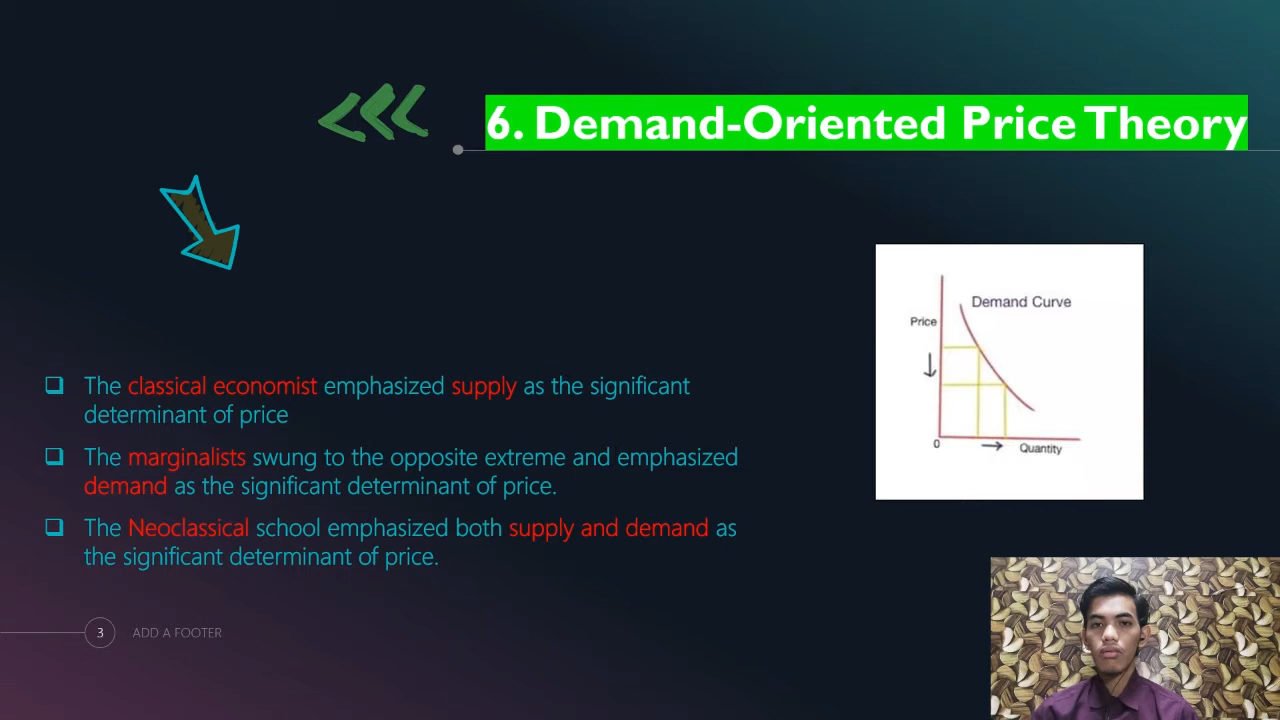 6. Demand-Oriented Price Theory
Demand Curve
Price
0
Quantity
The classical economist emphasized supply as the significant
determinant of price
The marginalists swung to the opposite extreme and emphasized
demand as the significant determinant of price.
The Neoclassical school emphasized both supply and demand as
the significant determinant of price.
3 ADD A FOOTER